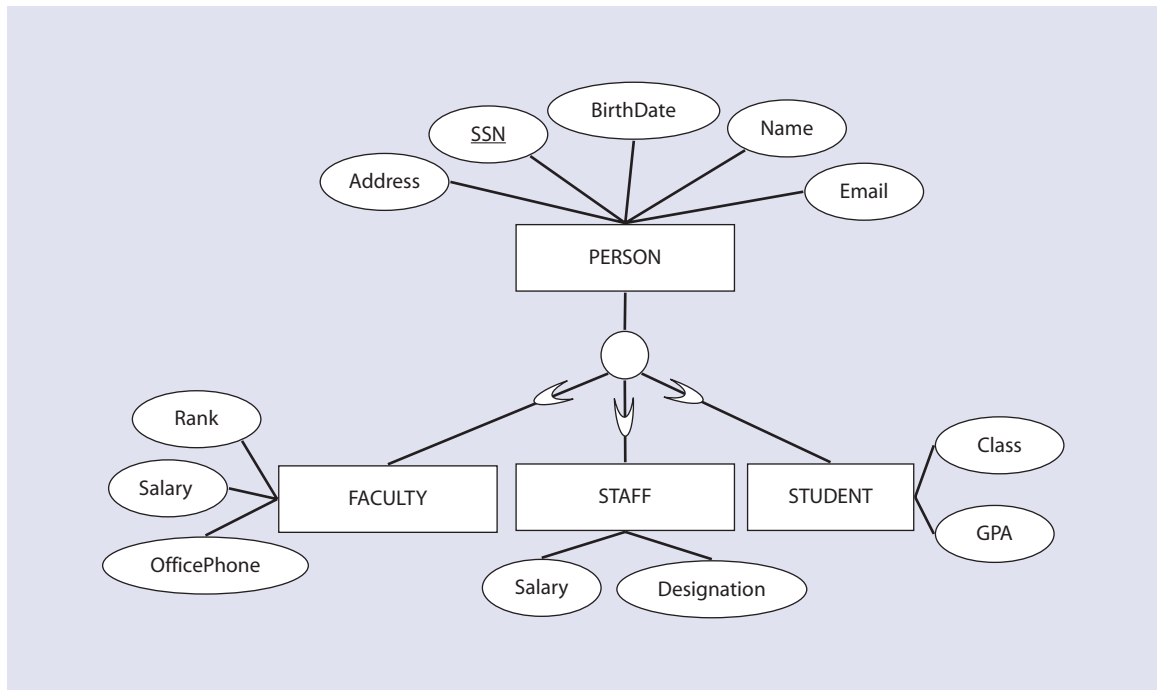 BirthDate
SSN
Name
Address
Email
PERSON
Rank
Class
Salary
FACULTY
STAFF
STUDENT
GPA
OfficePhone
Salary
Designation